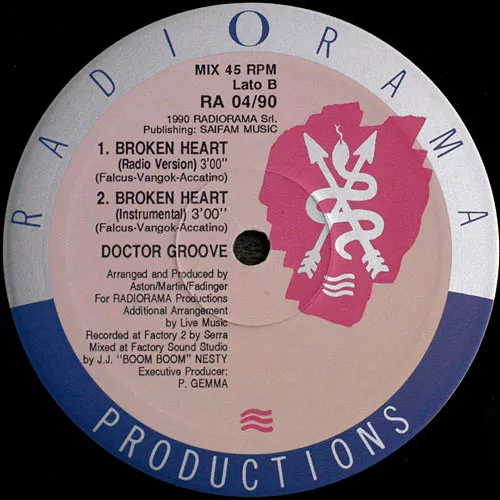 RADIORAMA
MIX 45 RPM
Lato B
RA 04/90
1990 RADIORAMA Srl.
Publishing: SAIFAM MUSIC
1. BROKEN HEART
(Radio Version) 3'00"
(Falcus-Vangok-Accatino)
2. BROKEN HEART
(Instrumental) 3'00"
(Falcus-Vangok-Accatino)
DOCTOR GROOVE
Arranged and Produced by
Aston/Martin/Fadinger
For RADIORAMA Productions
Additional Arrangement
by Live Music
Recorded at Factory 2 by Serra
Mixed at Factory Sound Studio
by J.J. "BOOM BOOM" NESTY
Executive Producer:
P. GEMMA
PRODUCTIONS